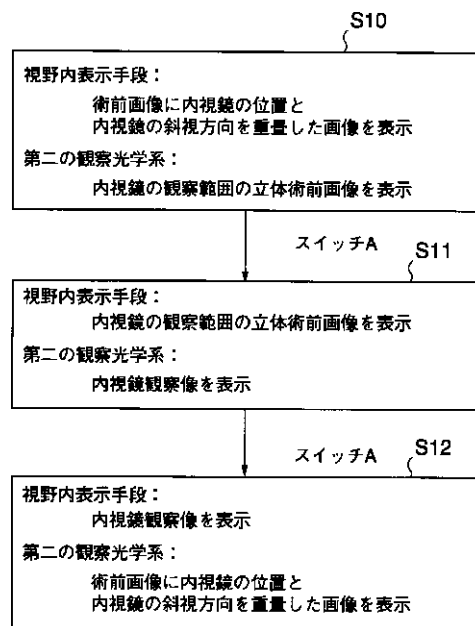 S10
視野内表示手段：
術前画像に内視鏡の位置と
内視鏡の斜視方向を重畳した画像を表示
第二の観察光学系：
内視鏡の観察範囲の立体術前画像を表示
スイッチA
S11
視野内表示手段：
内視鏡の観察範囲の立体術前画像を表示
第二の観察光学系：
内視鏡観察像を表示
スイッチA
S12
視野内表示手段：
内視鏡観察像を表示
第二の観察光学系：
術前画像に内視鏡の位置と
内視鏡の斜視方向を重畳した画像を表示